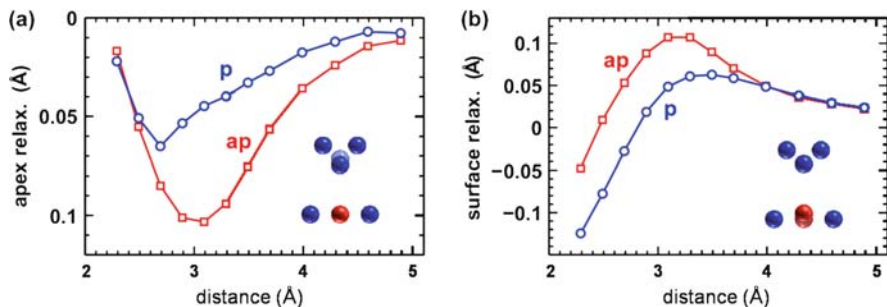 (a)
0
0.05
0.1
apex relax. (Å)
p
ap
2
3
4
5
distance (Å)
(b)
0.1
0.05
0
−0.05
−0.1
surface relax. (Å)
ap
p
2
3
4
5
distance (Å)